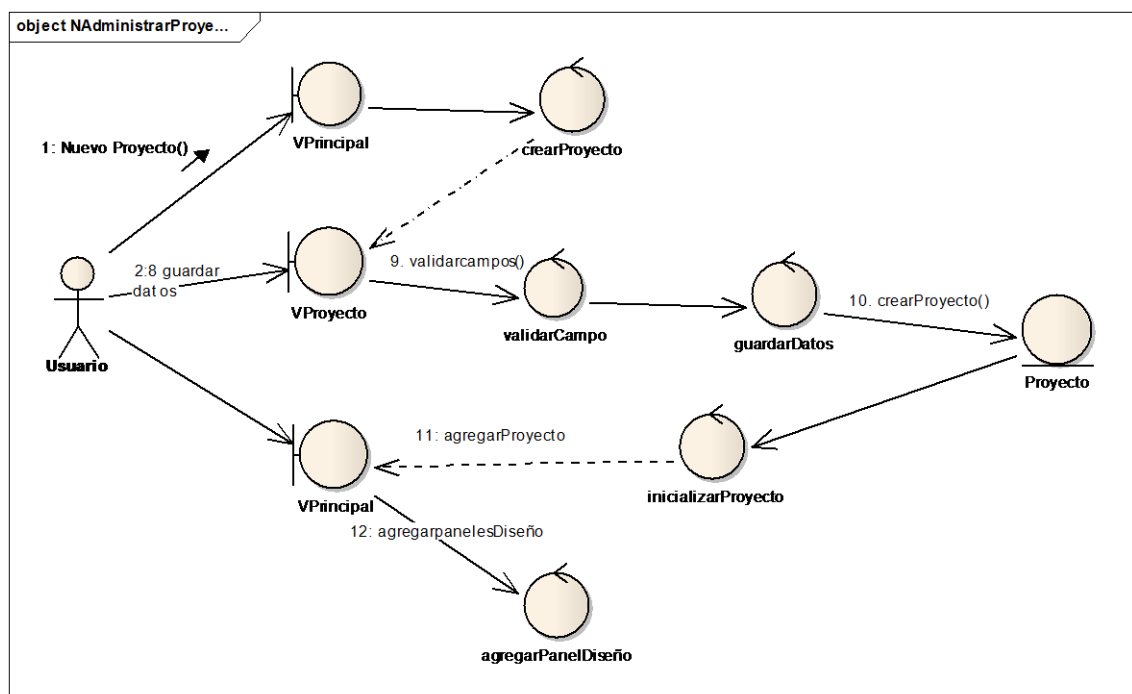 object NAdministrarProye...
VPrincipal
1: Nuevo Proyecto()
crearProyecto
2:8 guardar
datos
9. validarcampos()
VProyecto
validarCampo
10. crearProyecto()
guardarDatos
Proyecto
Usuario
11: agregarProyecto
inicializarProyecto
VPrincipal
12: agregarpanelesDiseño
agregarPanelDiseño